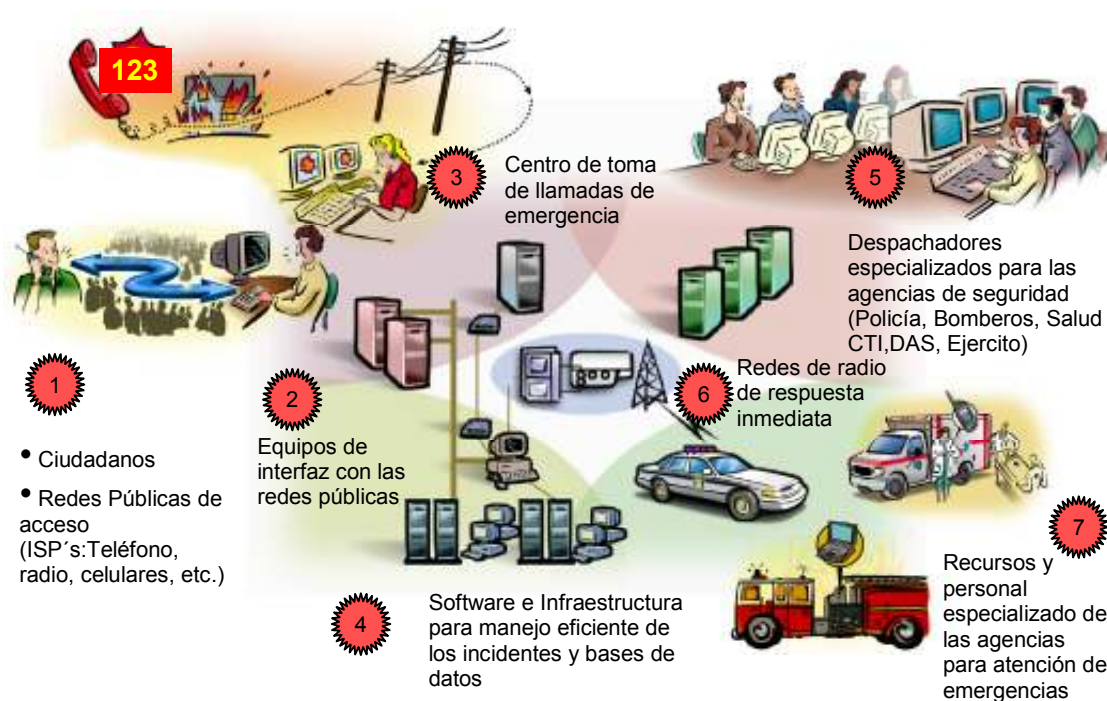 123
3
Centro de toma
de llamadas de
emergencia
5
Despachadores
especializados para las
agencias de seguridad
(Policía, Bomberos, Salud
CTI,DAS, Ejercito)
1
• Ciudadanos
• Redes Públicas de
acceso
(ISP´s:Teléfono,
radio, celulares, etc.)
2
Equipos de
interfaz con las
redes públicas
6
Redes de radio
de respuesta
inmediata
4
Software e Infraestructura
para manejo eficiente de
los incidentes y bases de
datos
7
Recursos y
personal
especializado de
las agencias
para atención de
emergencias